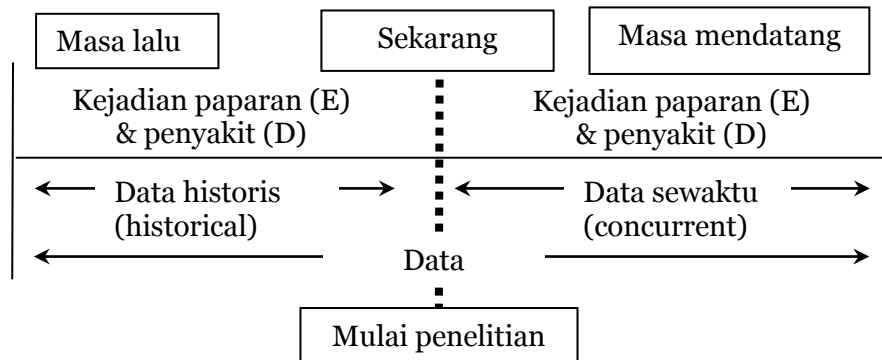 Masa lalu
Sekarang
Masa mendatang
Kejadian paparan (E)
& penyakit (D)
Kejadian paparan (E)
& penyakit (D)
Data historis
(historical)
Data sewaktu
(concurrent)
Data
Mulai penelitian